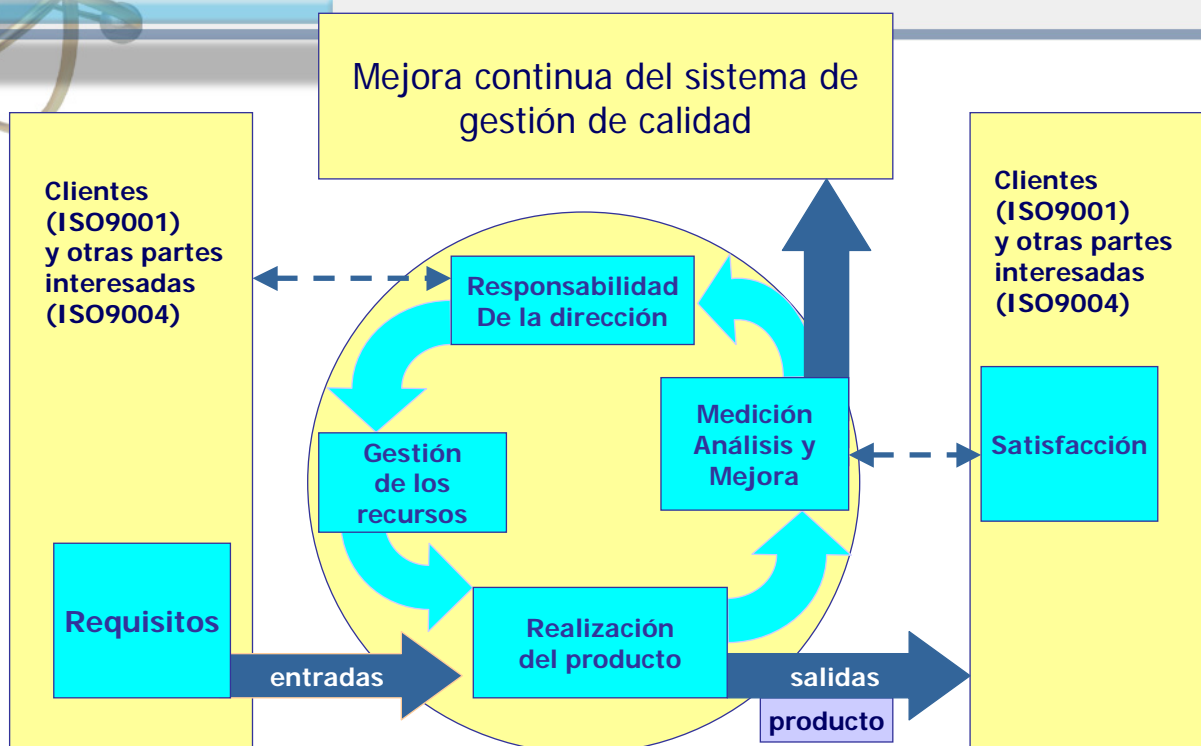 Mejora continua del sistema de
gestión de calidad
Clientes
(ISO9001)
y otras partes
interesadas
(ISO9004)
Clientes
(ISO9001)
y otras partes
interesadas
(ISO9004)
Responsabilidad
De la dirección
Medición
Análisis y
Mejora
Satisfacción
Gestión
de los
recursos
Requisitos
Realización
del producto
entradas
salidas
producto